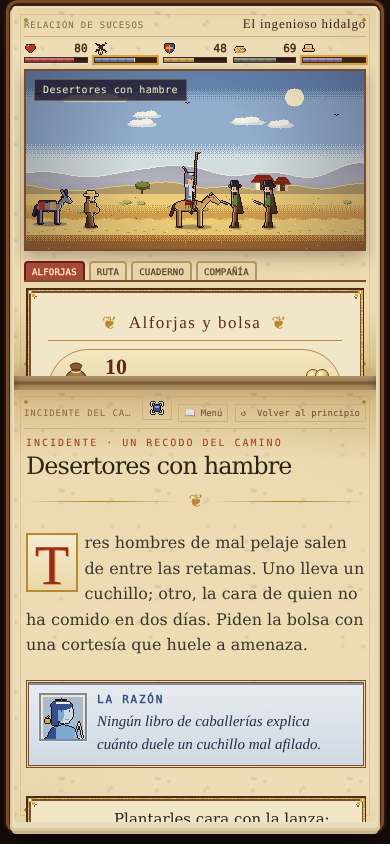 RELACIÓN DE SUCESOS
El ingenioso hidalgo
80
48
69
Desertores con hambre
ALFORJAS
RUTA
CUADERNO
COMPAÑÍA
Alforjas y bolsa
10
INCIDENTE DEL CA…
Menú
Volver al principio
INCIDENTE · UN RECODO DEL CAMINO
Desertores con hambre
Tres hombres de mal pelaje salen
de entre las retamas. Uno lleva un
cuchillo; otro, la cara de quien no
ha comido en dos días. Piden la bolsa con
una cortesía que huele a amenaza.
LA RAZÓN
Ningún libro de caballerías explica
cuánto duele un cuchillo mal afilado.
Plantarles cara con la lanza: